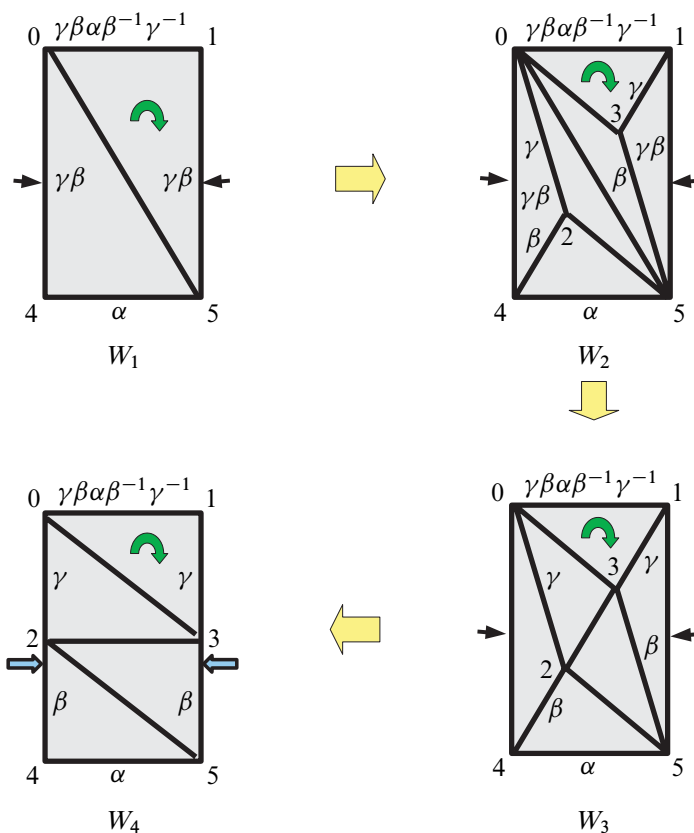 0 γβαβ⁻¹γ⁻¹ 1
γβ γβ
4 α 5
W₁
0 γβαβ⁻¹γ⁻¹ 1
γ
3
γ γβ
β
γβ
β 2
4 α 5
W₂
0 γβαβ⁻¹γ⁻¹ 1
γ γ
2 3
β β
4 α 5
W₄
0 γβαβ⁻¹γ⁻¹ 1
3
γ γ
β
2
β
4 α 5
W₃